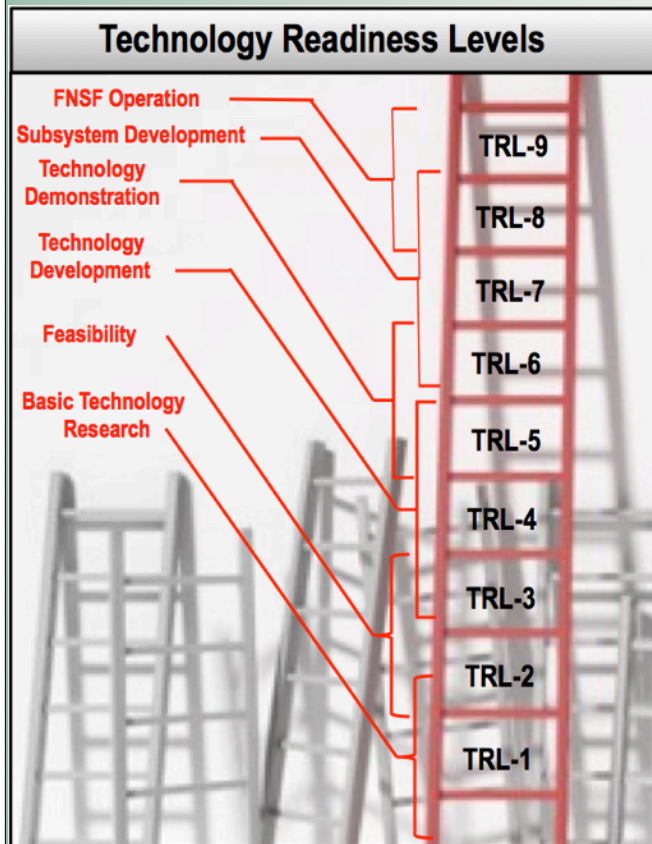 Technology Readiness Levels
FNSF Operation
Subsystem Development
Technology
Demonstration
Technology
Development
Feasibility
Basic Technology
Research
TRL-9
TRL-8
TRL-7
TRL-6
TRL-5
TRL-4
TRL-3
TRL-2
TRL-1